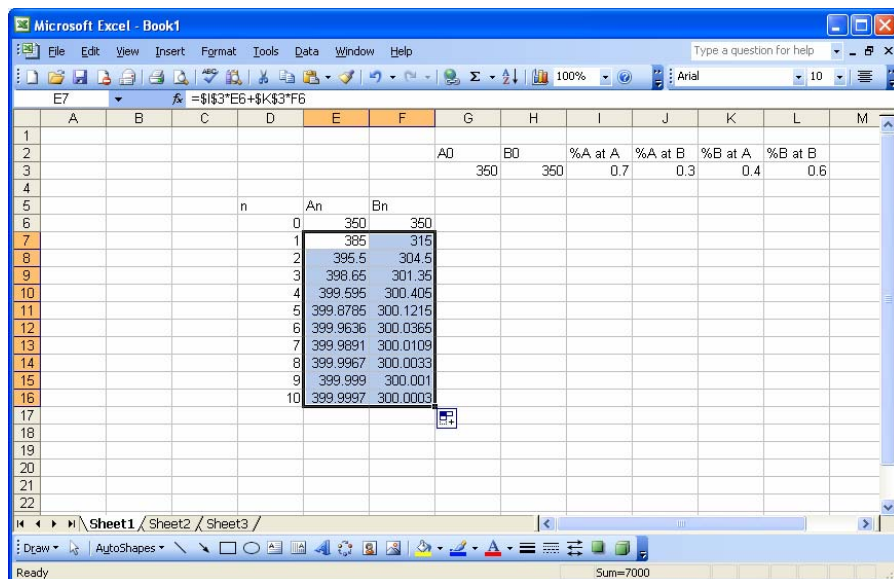 Microsoft Excel - Book1
File Edit View Insert Format Tools Data Window Help Type a question for help
Σ 100% Arial 10
E7 fx =$I$3*E6+$K$3*F6
A B C D E F G H I J K L M
1
2 A0 B0 %A at A %A at B %B at A %B at B
3 350 350 0.7 0.3 0.4 0.6
4
5 n An Bn
6 0 350 350
7 1 385 315
8 2 395.5 304.5
9 3 398.65 301.35
10 4 399.595 300.405
11 5 399.8785 300.1215
12 6 399.9636 300.0365
13 7 399.9891 300.0109
14 8 399.9967 300.0033
15 9 399.999 300.001
16 10 399.9997 300.0003
17
18
19
20
21
22
Sheet1 Sheet2 Sheet3
Draw AutoShapes
Ready Sum=7000